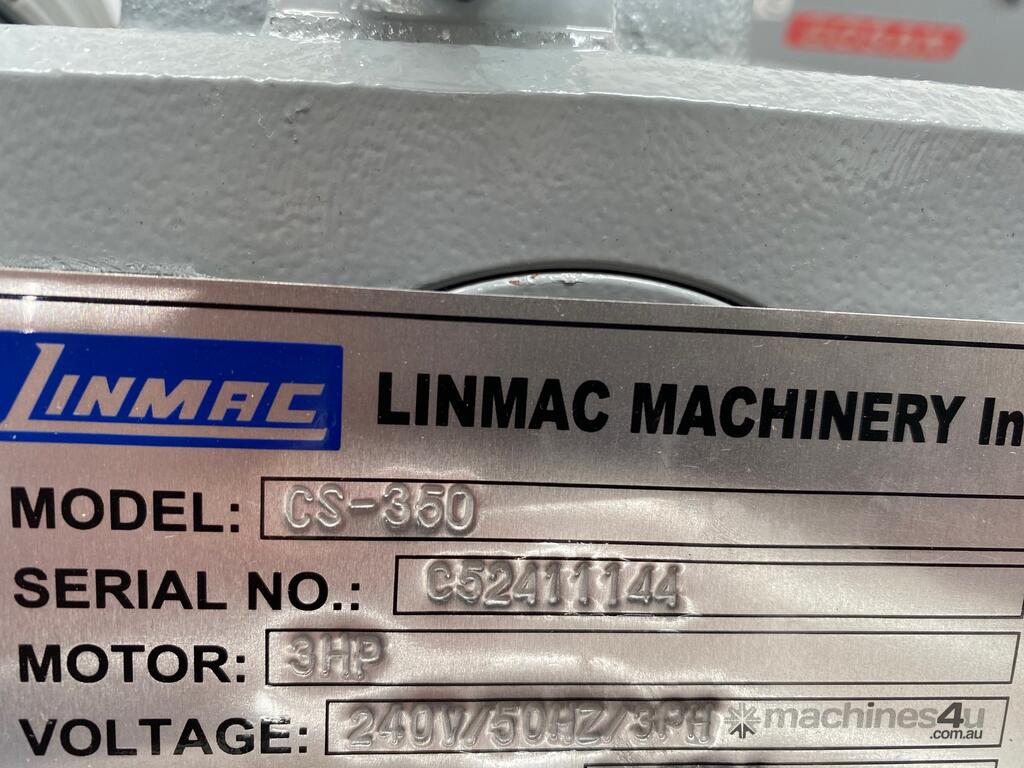 LINMAC
LINMAC MACHINERY In
MODEL: CS-350
SERIAL NO.: C52411144
MOTOR: 3HP
VOLTAGE: 240V/50HZ/3PH
machines4u
.com.au